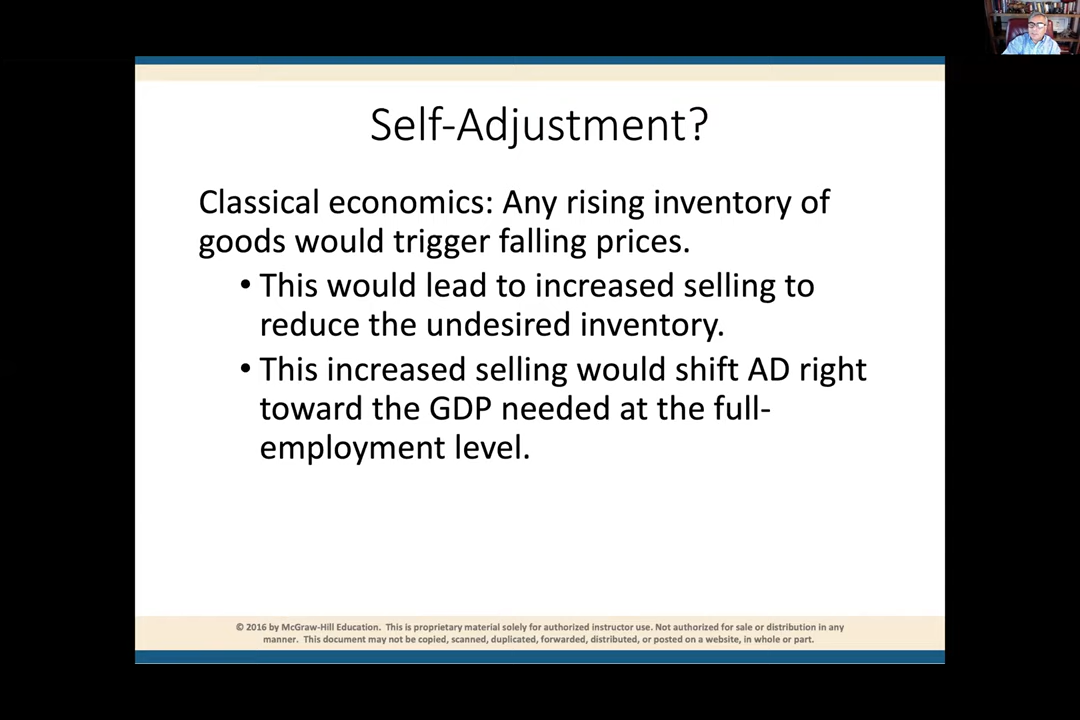 Self-Adjustment?
Classical economics: Any rising inventory of
goods would trigger falling prices.
• This would lead to increased selling to
reduce the undesired inventory.
• This increased selling would shift AD right
toward the GDP needed at the full-
employment level.
© 2016 by McGraw-Hill Education. This is proprietary material solely for authorized instructor use. Not authorized for sale or distribution in any
manner. This document may not be copied, scanned, duplicated, forwarded, distributed, or posted on a website, in whole or part.